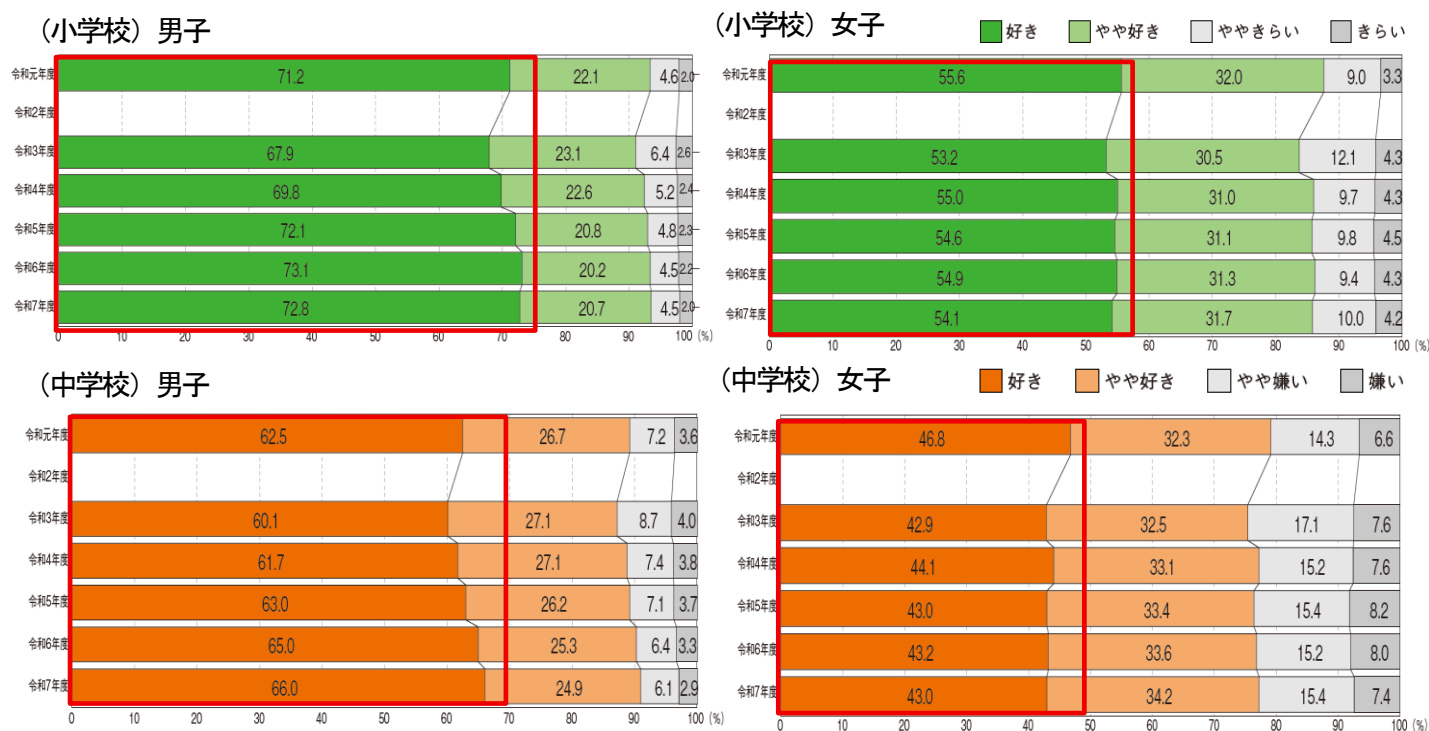 (小学校) 男子
令和元年度 71.2 22.1 4.6 2.0
令和2年度
令和3年度 67.9 23.1 6.4 2.6
令和4年度 69.8 22.6 5.2 2.4
令和5年度 72.1 20.8 4.8 2.3
令和6年度 73.1 20.2 4.5 2.2
令和7年度 72.8 20.7 4.5 2.0
0 10 20 30 40 50 60 70 80 90 100 (%)
(小学校) 女子
好き やや好き ややきらい きらい
令和元年度 55.6 32.0 9.0 3.3
令和2年度
令和3年度 53.2 30.5 12.1 4.3
令和4年度 55.0 31.0 9.7 4.3
令和5年度 54.6 31.1 9.8 4.5
令和6年度 54.9 31.3 9.4 4.3
令和7年度 54.1 31.7 10.0 4.2
0 10 20 30 40 50 60 70 80 90 100 (%)
(中学校) 男子
令和元年度 62.5 26.7 7.2 3.6
令和2年度
令和3年度 60.1 27.1 8.7 4.0
令和4年度 61.7 27.1 7.4 3.8
令和5年度 63.0 26.2 7.1 3.7
令和6年度 65.0 25.3 6.4 3.3
令和7年度 66.0 24.9 6.1 2.9
0 10 20 30 40 50 60 70 80 90 100 (%)
(中学校) 女子
好き やや好き やや嫌い 嫌い
令和元年度 46.8 32.3 14.3 6.6
令和2年度
令和3年度 42.9 32.5 17.1 7.6
令和4年度 44.1 33.1 15.2 7.6
令和5年度 43.0 33.4 15.4 8.2
令和6年度 43.2 33.6 15.2 8.0
令和7年度 43.0 34.2 15.4 7.4
0 10 20 30 40 50 60 70 80 90 100 (%)